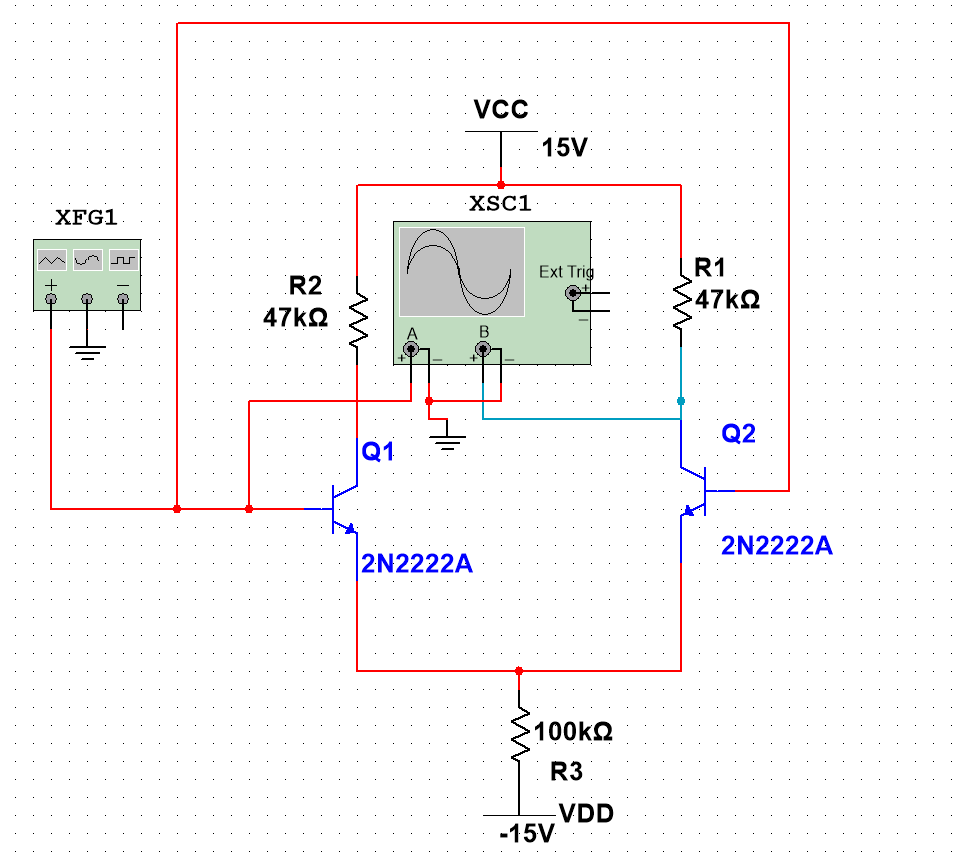 VCC
15V
XFG1
XSC1
+
−
Ext Trig
+
−
A
B
+
−
+
−
R2
47kΩ
R1
47kΩ
Q1
Q2
2N2222A
2N2222A
100kΩ
R3
VDD
-15V